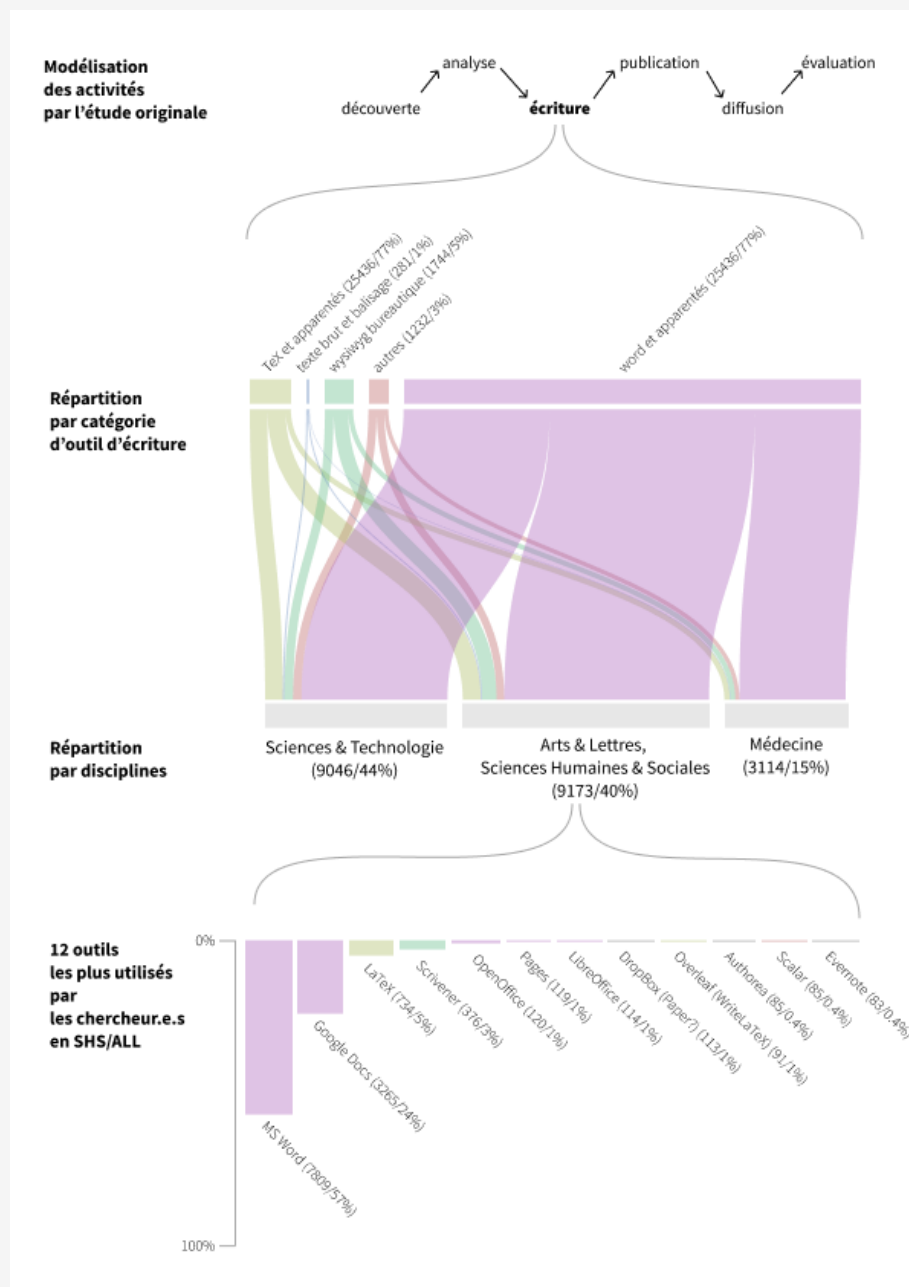 Modélisation
des activités
par l’étude originale
découverte
analyse
écriture
publication
diffusion
évaluation
TeX et apparentés (25436/77%)
texte brut et balisage (281/1%)
wysiwyg bureautique (1744/5%)
autres (1232/3%)
word et apparentés (25436/77%)
Répartition
par catégorie
d’outil d’écriture
Répartition
par disciplines
Sciences & Technologie
(9046/44%)
Arts & Lettres,
Sciences Humaines & Sociales
(9173/40%)
Médecine
(3114/15%)
12 outils
les plus utilisés
par
les chercheur.e.s
en SHS/ALL
0%
100%
MS Word (7809/57%)
Google Docs (3265/24%)
LaTeX (734/5%)
Scrivener (376/3%)
OpenOffice (120/1%)
Pages (119/1%)
LibreOffice (114/1%)
DropBox (Paper?) (113/1%)
Overleaf (WriteLaTeX) (91/1%)
Authorea (85/0.4%)
Scalar (85/0.4%)
Evernote (83/0.4%